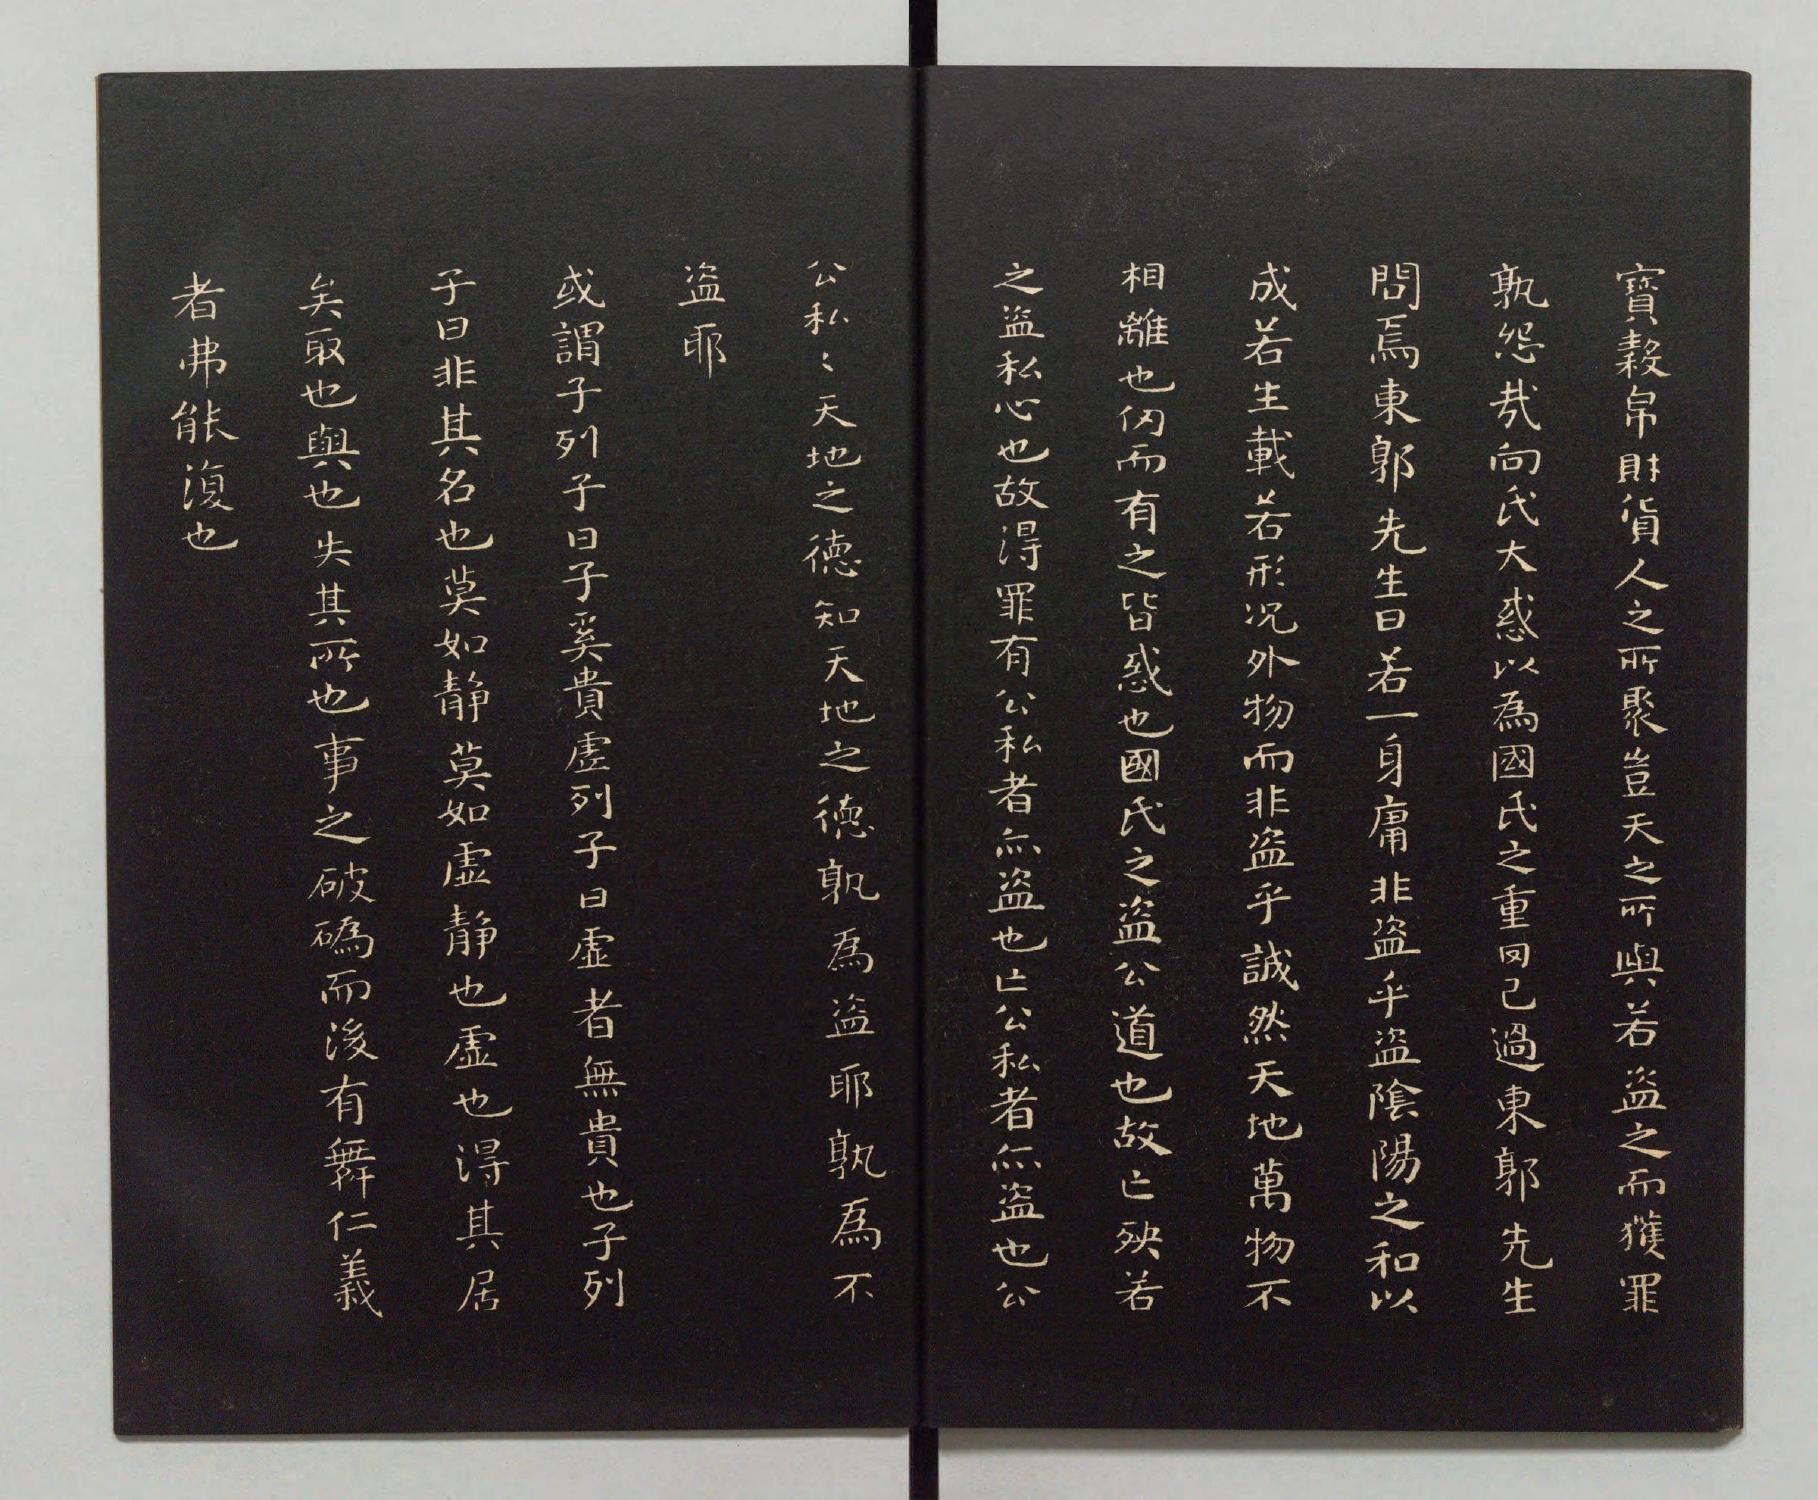 寶穀帛財貨人之所聚豈天之所與若盜之而獲罪
孰怨哉向氏大惑以為國氏之重罔己過東郭先生
問焉東郭先生曰若一身庸非盜乎盜陰陽之和以
成若生載若形况外物而非盜乎誠然天地萬物不
相離也仞而有之皆惑也國氏之盜公道也故亡殃若
之盜私心也故得罪有公私者亦盜也亡公私者亦盜也公
公私〻天地之德知天地之德孰為盜耶孰為不
盜耶
或謂子列子曰子奚貴虛列子曰虛者無貴也子列
子曰非其名也莫如靜莫如虛靜也虛也得其居
矣取也與也失其所也事之破䃣而後有舞仁義
者弗能復也